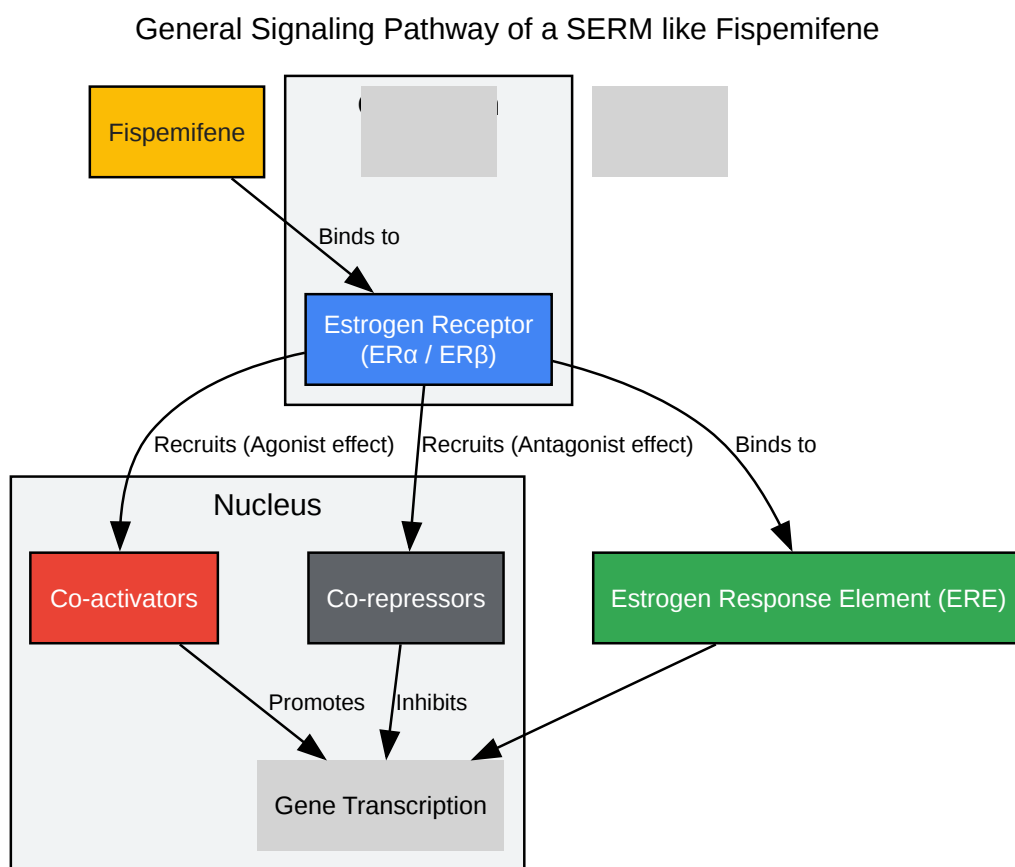 General Signaling Pathway of a SERM like Fispemifene
Fispemifene
Binds to
Estrogen Receptor
(ERα / ERβ)
Recruits (Agonist effect)
Recruits (Antagonist effect)
Binds to
Nucleus
Co-activators
Co-repressors
Estrogen Response Element (ERE)
Promotes
Inhibits
Gene Transcription